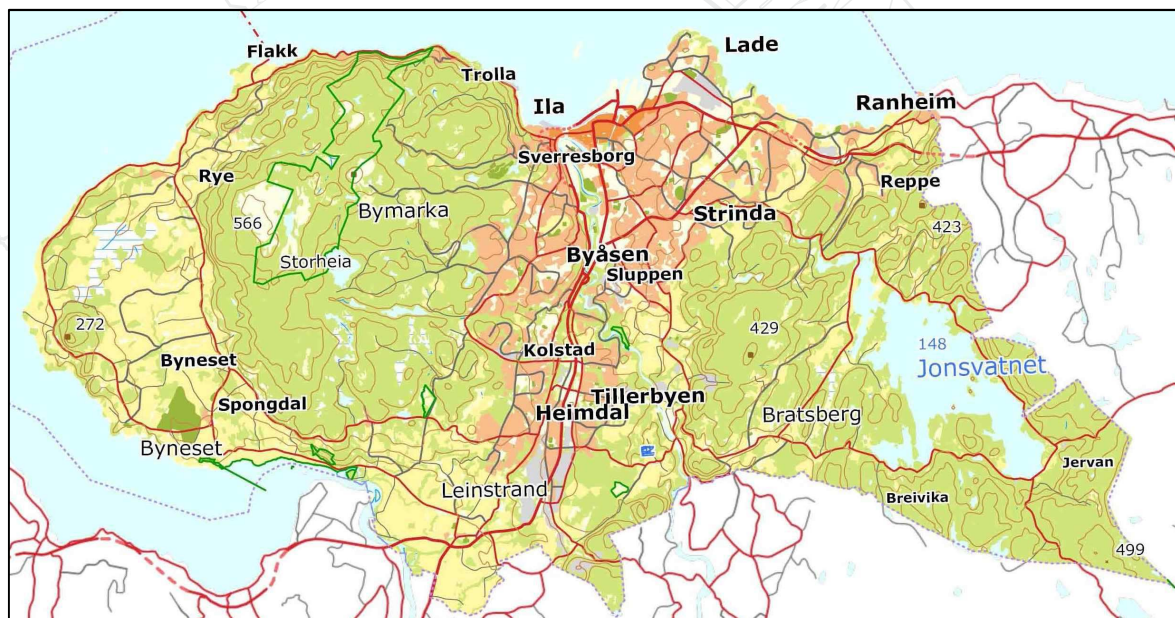 Flakk
Lade
Trolla
Ila
Ranheim
Sverresborg
Rye
Reppe
Bymarka
566
Strinda
423
Storheia
Byåsen
Sluppen
272
429
148
Kolstad
Byneset
Jonsvatnet
Spongdal
Tillerbyen
Heimdal
Bratsberg
Byneset
Jervan
Leinstrand
Breivika
499